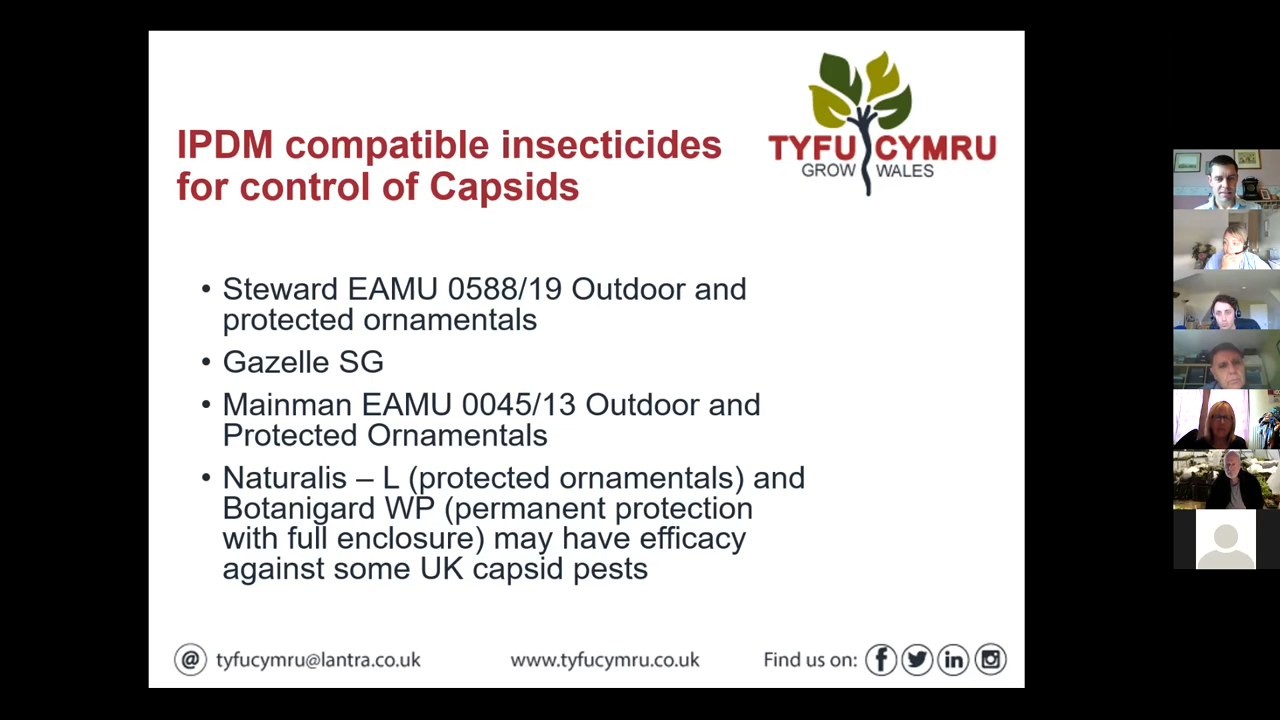 TYFU CYMRU
GROW WALES
IPDM compatible insecticides
for control of Capsids
• Steward EAMU 0588/19 Outdoor and
protected ornamentals
• Gazelle SG
• Mainman EAMU 0045/13 Outdoor and
Protected Ornamentals
• Naturalis – L (protected ornamentals) and
Botanigard WP (permanent protection
with full enclosure) may have efficacy
against some UK capsid pests
@ tyfucymru@lantra.co.uk
www.tyfucymru.co.uk
Find us on: